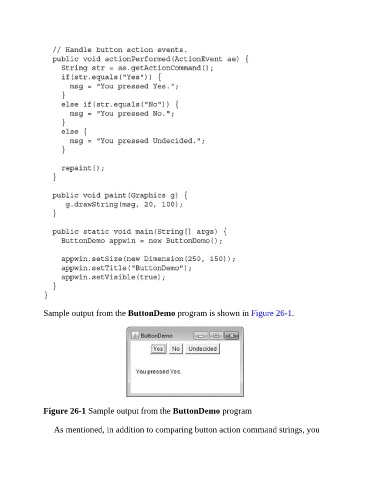 // Handle button action events.
public void actionPerformed(ActionEvent ae) {
String str = ae.getActionCommand();
if(str.equals("Yes")) {
msg = "You pressed Yes.";
}
else if(str.equals("No")) {
msg = "You pressed No.";
}
else {
msg = "You pressed Undecided.";
}
repaint();
}
public void paint(Graphics g) {
g.drawString(msg, 20, 100);
}
public static void main(String[] args) {
ButtonDemo appwin = new ButtonDemo();
appwin.setSize(new Dimension(250, 150));
appwin.setTitle("ButtonDemo");
appwin.setVisible(true);
}
}
Sample output from the ButtonDemo program is shown in Figure 26-1.
ButtonDemo
Yes No Undecided
You pressed Yes.
Figure 26-1 Sample output from the ButtonDemo program
As mentioned, in addition to comparing button action command strings, you